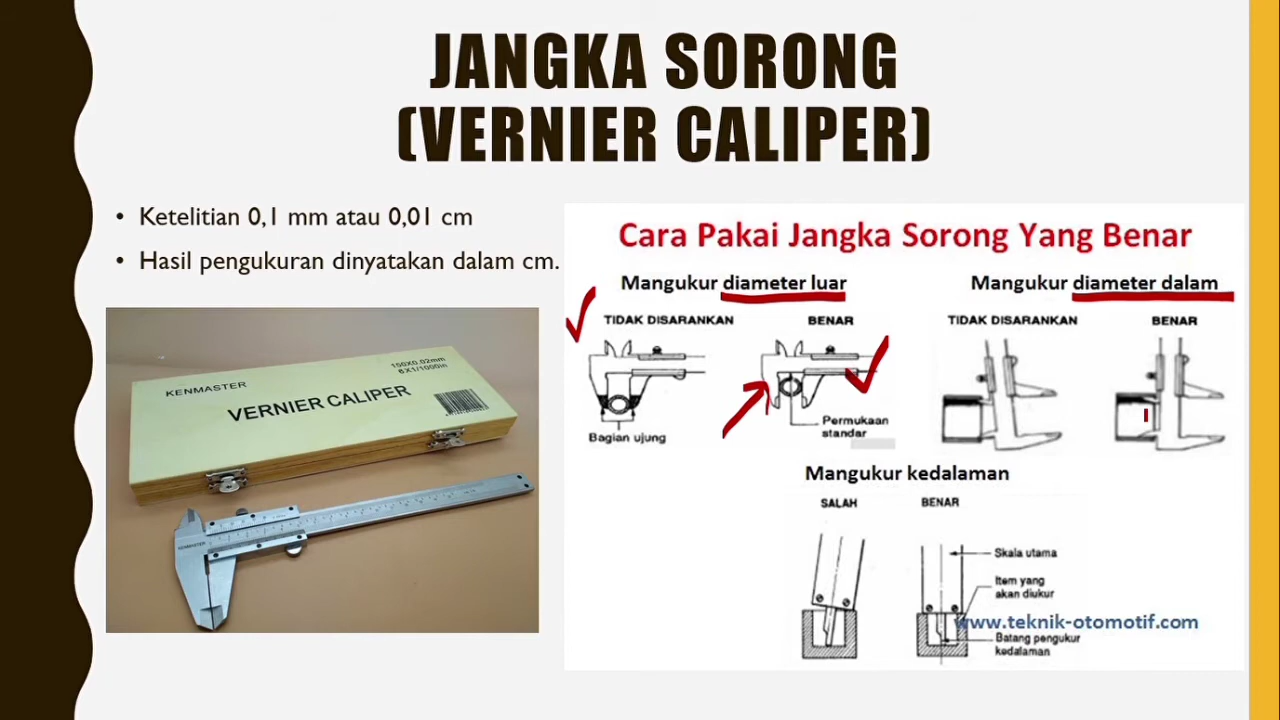 JANGKA SORONG
(VERNIER CALIPER)
• Ketelitian 0,1 mm atau 0,01 cm
• Hasil pengukuran dinyatakan dalam cm.
KENMASTER
150X0.02mm
6X1/1000in
VERNIER CALIPER
KENMASTER
Cara Pakai Jangka Sorong Yang Benar
Mangukur diameter luar
TIDAK DISARANKAN
BENAR
Bagian ujung
Permukaan
standar
Mangukur diameter dalam
TIDAK DISARANKAN
BENAR
Mangukur kedalaman
SALAH
BENAR
Skala utama
Item yang
akan diukur
www.teknik-otomotif.com
Batang pengukur
kedalaman